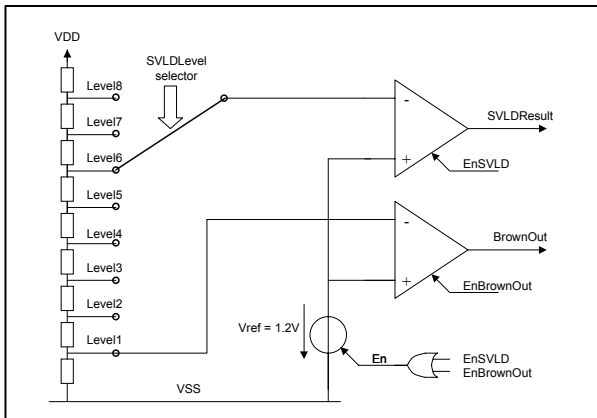 VDD
SVLDLevel
selector
Level8
Level7
Level6
Level5
Level4
Level3
Level2
Level1
-
+
SVLDResult
EnSVLD
-
+
BrownOut
EnBrownOut
Vref = 1.2V
En
EnSVLD
EnBrownOut
VSS